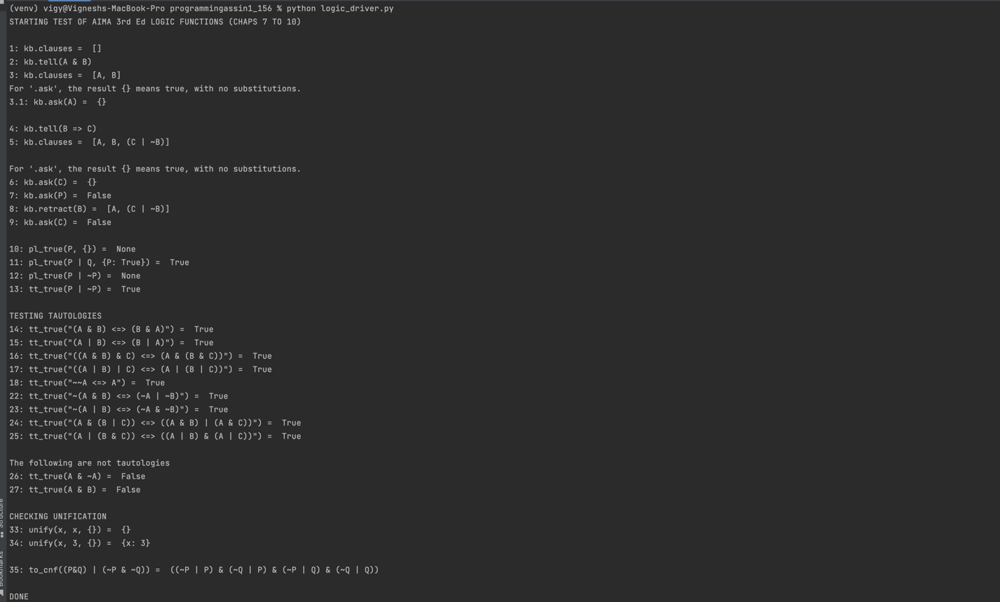 (venv) vigy@Vigneshs-MacBook-Pro programmingassin1_156 % python logic_driver.py
STARTING TEST OF AIMA 3rd Ed LOGIC FUNCTIONS (CHAPS 7 TO 10)
1: kb.clauses =  []
2: kb.tell(A & B)
3: kb.clauses =  [A, B]
For '.ask', the result {} means true, with no substitutions.
3.1: kb.ask(A) =  {}
4: kb.tell(B => C)
5: kb.clauses =  [A, B, (C | ~B)]
For '.ask', the result {} means true, with no substitutions.
6: kb.ask(C) =  {}
7: kb.ask(P) =  False
8: kb.retract(B) =  [A, (C | ~B)]
9: kb.ask(C) =  False
10: pl_true(P, {}) =  None
11: pl_true(P | Q, {P: True}) =  True
12: pl_true(P | ~P) =  None
13: tt_true(P | ~P) =  True
TESTING TAUTOLOGIES
14: tt_true("(A & B) <=> (B & A)") =  True
15: tt_true("(A | B) <=> (B | A)") =  True
16: tt_true("((A & B) & C) <=> (A & (B & C))") =  True
17: tt_true("((A | B) | C) <=> (A | (B | C))") =  True
18: tt_true("~~A <=> A") =  True
22: tt_true("~(A & B) <=> (~A | ~B)") =  True
23: tt_true("~(A | B) <=> (~A & ~B)") =  True
24: tt_true("(A & (B | C)) <=> ((A & B) | (A & C))") =  True
25: tt_true("(A | (B & C)) <=> ((A | B) & (A | C))") =  True
The following are not tautologies
26: tt_true(A & ~A) =  False
27: tt_true(A & B) =  False
CHECKING UNIFICATION
33: unify(x, x, {}) =  {}
34: unify(x, 3, {}) =  {x: 3}
35: to_cnf((P&Q) | (~P & ~Q)) =  ((~P | P) & (~Q | P) & (~P | Q) & (~Q | Q))
DONE
Structure
Bookmarks